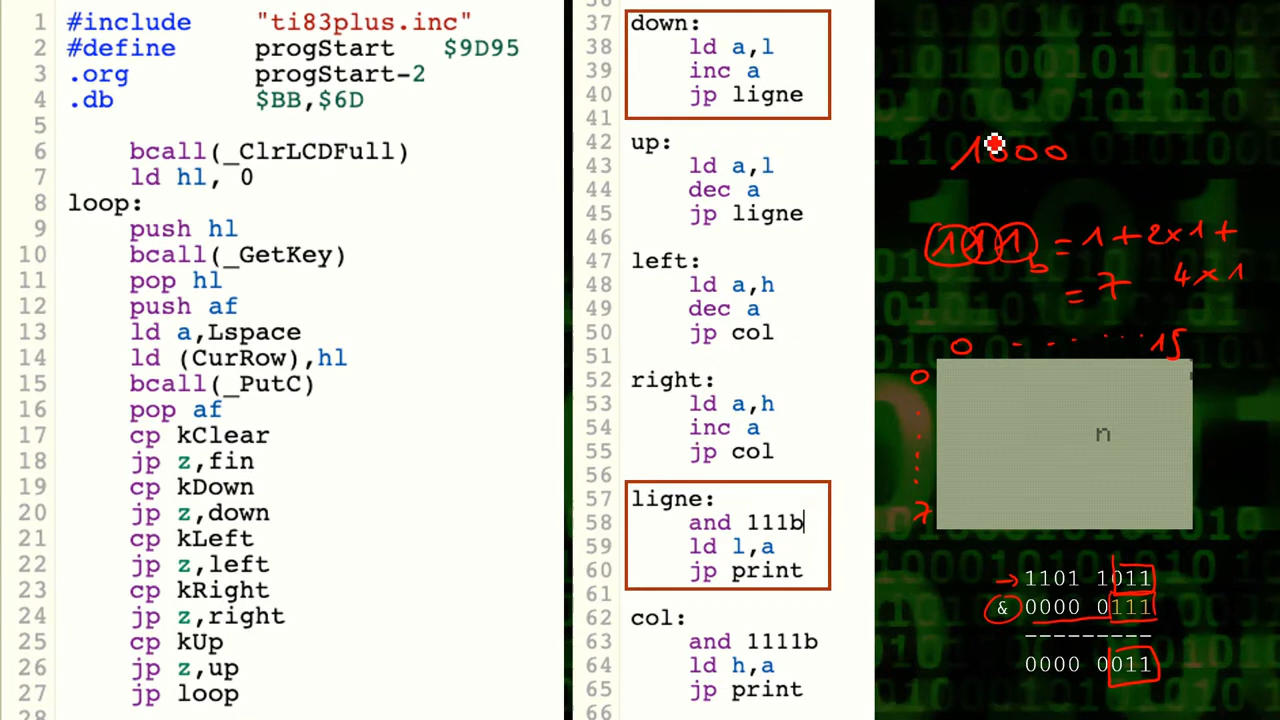 1 #include "ti83plus.inc"
2 #define progStart $9D95
3 .org progStart-2
4 .db $BB,$6D
5
6 bcall(_ClrLCDFull)
7 ld hl, 0
8 loop:
9 push hl
10 bcall(_GetKey)
11 pop hl
12 push af
13 ld a,Lspace
14 ld (CurRow),hl
15 bcall(_PutC)
16 pop af
17 cp kClear
18 jp z,fin
19 cp kDown
20 jp z,down
21 cp kLeft
22 jp z,left
23 cp kRight
24 jp z,right
25 cp kUp
26 jp z,up
27 jp loop
28
36
37 down:
38 ld a,l
39 inc a
40 jp ligne
41
42 up:
43 ld a,l
44 dec a
45 jp ligne
46
47 left:
48 ld a,h
49 dec a
50 jp col
51
52 right:
53 ld a,h
54 inc a
55 jp col
56
57 ligne:
58 and 111b
59 ld l,a
60 jp print
61
62 col:
63 and 1111b
64 ld h,a
65 jp print
66
1000
111b = 1 + 2x1 +
4x1
= 7
0 ... 15
0
n
7
→ 1101 1011
& 0000 0111
---------
0000 0011